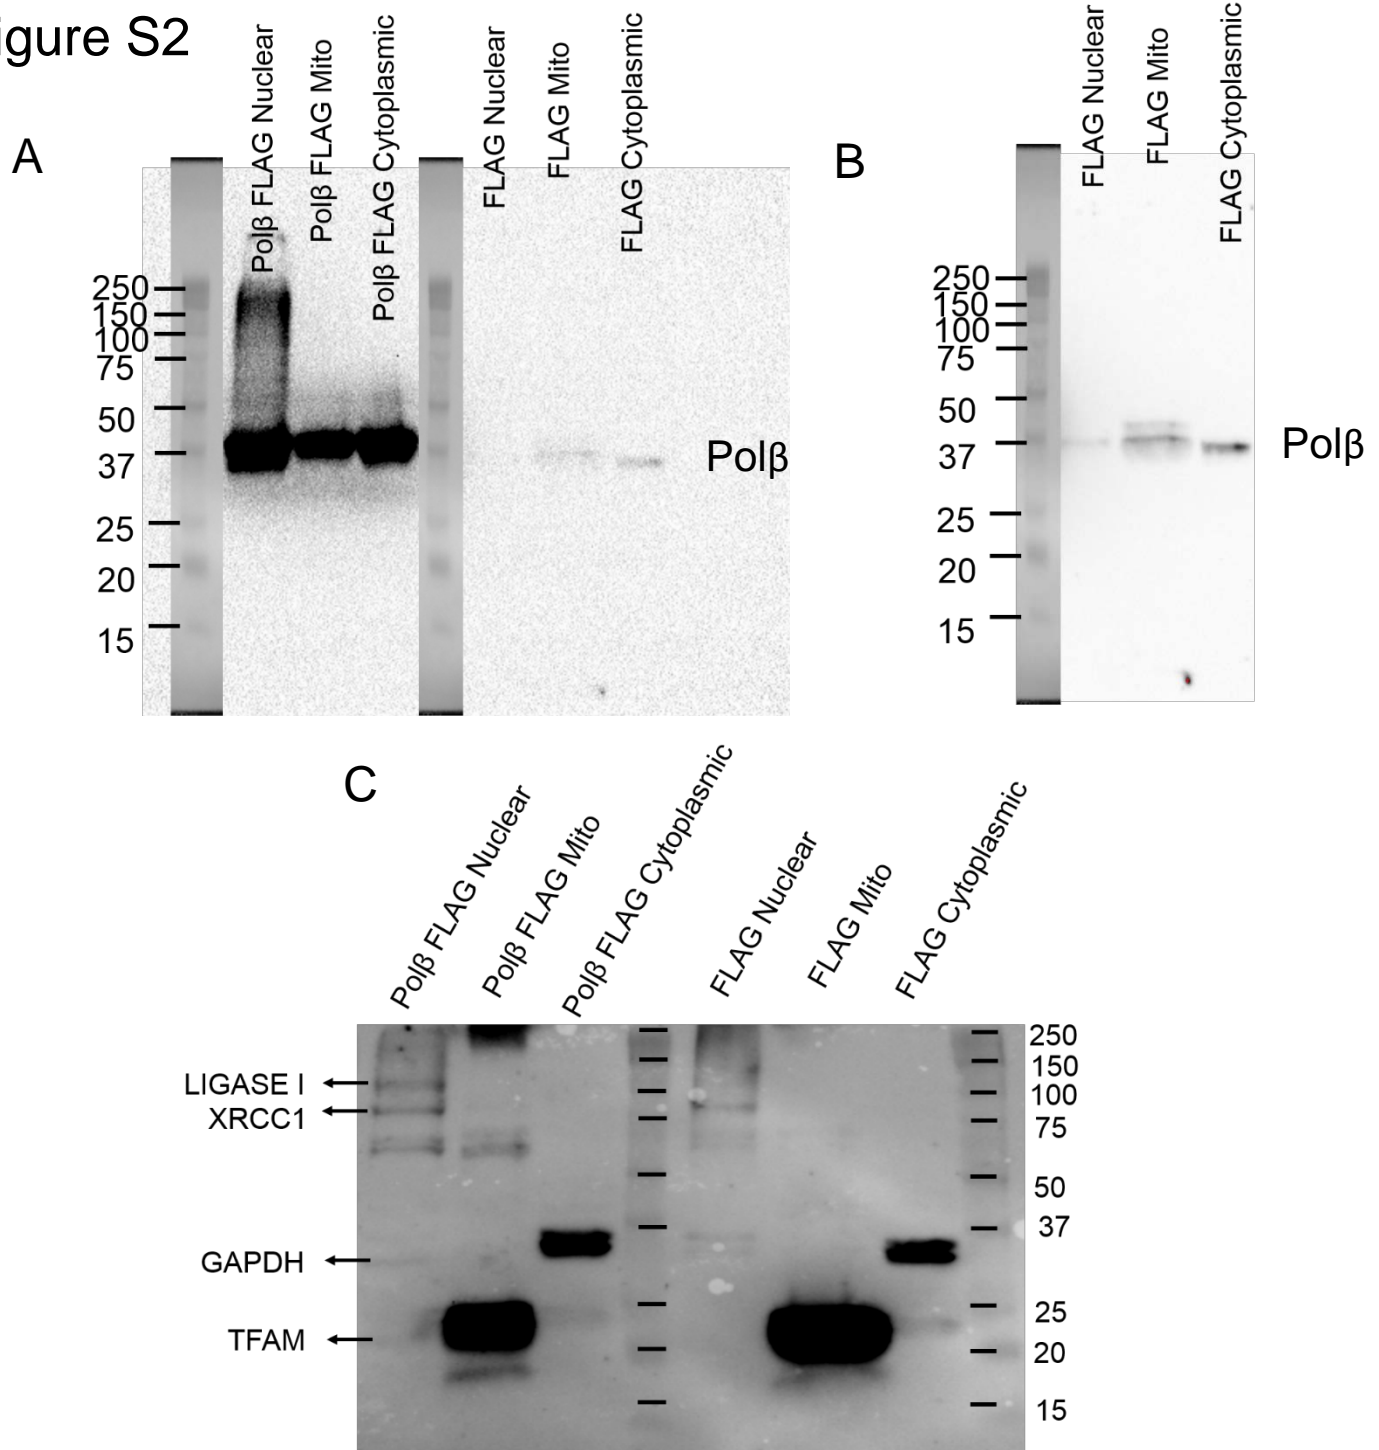 igure S2
A
Polβ FLAG Nuclear
Polβ FLAG Mito
Polβ FLAG Cytoplasmic
FLAG Nuclear
FLAG Mito
FLAG Cytoplasmic
250
150
100
75
50
37
25
20
15
Polβ
B
FLAG Nuclear
FLAG Mito
FLAG Cytoplasmic
250
150
100
75
50
37
25
20
15
Polβ
C
Polβ FLAG Nuclear
Polβ FLAG Mito
Polβ FLAG Cytoplasmic
FLAG Nuclear
FLAG Mito
FLAG Cytoplasmic
LIGASE I
XRCC1
GAPDH
TFAM
250
150
100
75
50
37
25
20
15